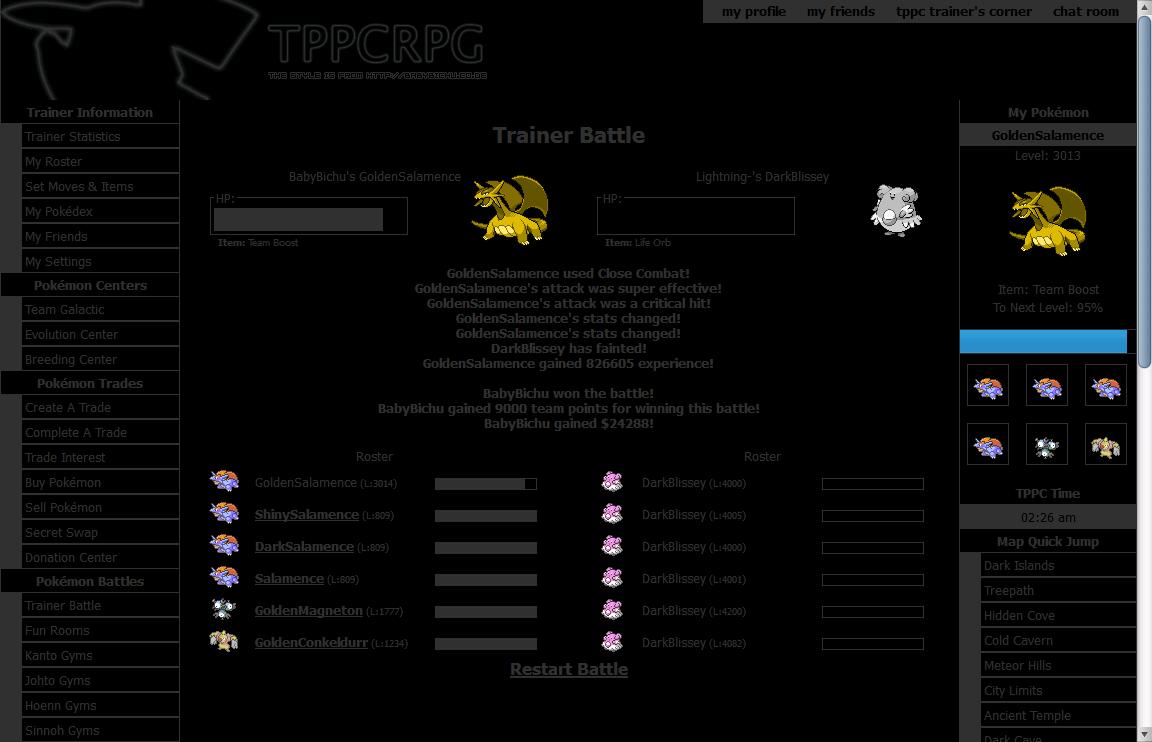 my profile my friends tppc trainer's corner chat room
TPPCRPG
THE STYLE IS FROM HTTP://BABYBICHU.CO.DE
Trainer Information
Trainer Statistics
My Roster
Set Moves & Items
My Pokédex
My Friends
My Settings
Pokémon Centers
Team Galactic
Evolution Center
Breeding Center
Pokémon Trades
Create A Trade
Complete A Trade
Trade Interest
Buy Pokémon
Sell Pokémon
Secret Swap
Donation Center
Pokémon Battles
Trainer Battle
Fun Rooms
Kanto Gyms
Johto Gyms
Hoenn Gyms
Sinnoh Gyms
Trainer Battle
BabyBichu's GoldenSalamence
HP:
Item: Team Boost
Lightning-'s DarkBlissey
HP:
Item: Life Orb
GoldenSalamence used Close Combat!
GoldenSalamence's attack was super effective!
GoldenSalamence's attack was a critical hit!
GoldenSalamence's stats changed!
GoldenSalamence's stats changed!
DarkBlissey has fainted!
GoldenSalamence gained 826605 experience!
BabyBichu won the battle!
BabyBichu gained 9000 team points for winning this battle!
BabyBichu gained $24288!
Roster
GoldenSalamence (L:3014)
ShinySalamence (L:809)
DarkSalamence (L:809)
Salamence (L:809)
GoldenMagneton (L:1777)
GoldenConkeldurr (L:1234)
Roster
DarkBlissey (L:4000)
DarkBlissey (L:4005)
DarkBlissey (L:4000)
DarkBlissey (L:4001)
DarkBlissey (L:4200)
DarkBlissey (L:4082)
Restart Battle
My Pokémon
GoldenSalamence
Level: 3013
Item: Team Boost
To Next Level: 95%
TPPC Time
02:26 am
Map Quick Jump
Dark Islands
Treepath
Hidden Cove
Cold Cavern
Meteor Hills
City Limits
Ancient Temple
Dark Cave